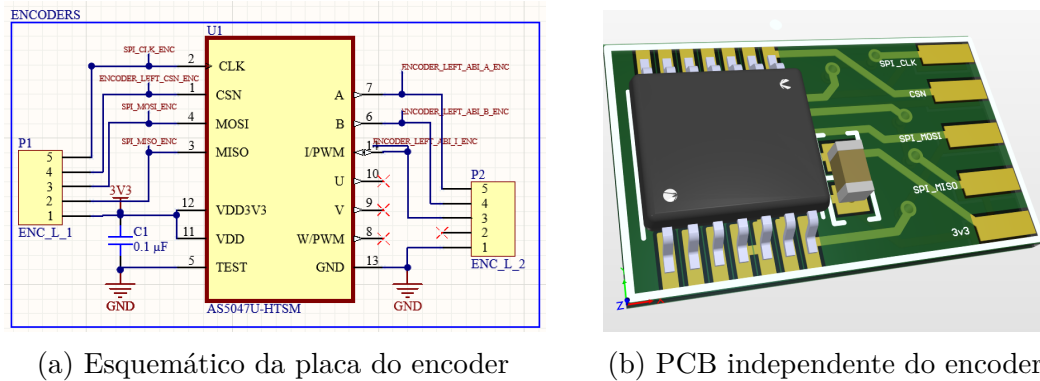 ENCODERS
U1
SPI_CLK_ENC
2 CLK
ENCODER_LEFT_CSN_ENC
1 CSN
SPI_MOSI_ENC
4 MOSI
SPI_MISO_ENC
3 MISO
12 VDD3V3
11 VDD
5 TEST
A 7
ENCODER_LEFT_ABI_A_ENC
B 6
ENCODER_LEFT_ABI_B_ENC
I/PWM 14
ENCODER_LEFT_ABI_I_ENC
U 10
V 9
W/PWM 8
GND 13
AS5047U-HTSM
P1
5
4
3
2
1
ENC_L_1
3V3
C1
0.1 µF
GND
P2
5
4
3
2
1
ENC_L_2
GND
SPI_CLK
CSN
SPI_MOSI
SPI_MISO
3v3
Z
(a) Esquemático da placa do encoder
(b) PCB independente do encoder